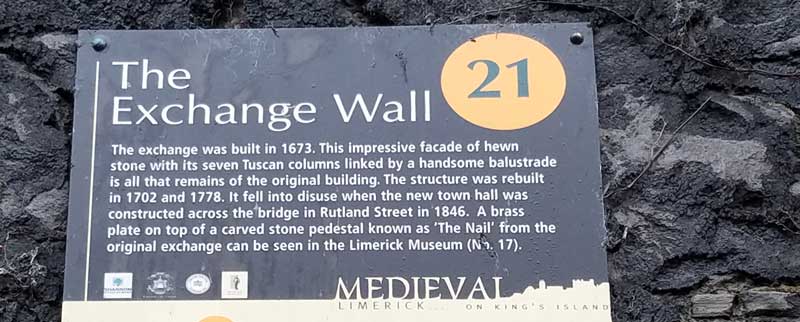 The
Exchange Wall
21
The exchange was built in 1673. This impressive facade of hewn
stone with its seven Tuscan columns linked by a handsome balustrade
is all that remains of the original building. The structure was rebuilt
in 1702 and 1778. It fell into disuse when the new town hall was
constructed across the bridge in Rutland Street in 1846. A brass
plate on top of a carved stone pedestal known as 'The Nail' from the
original exchange can be seen in the Limerick Museum (No. 17).
SHANNON
MEDIEVAL
LIMERICK.... ON KING'S ISLAND